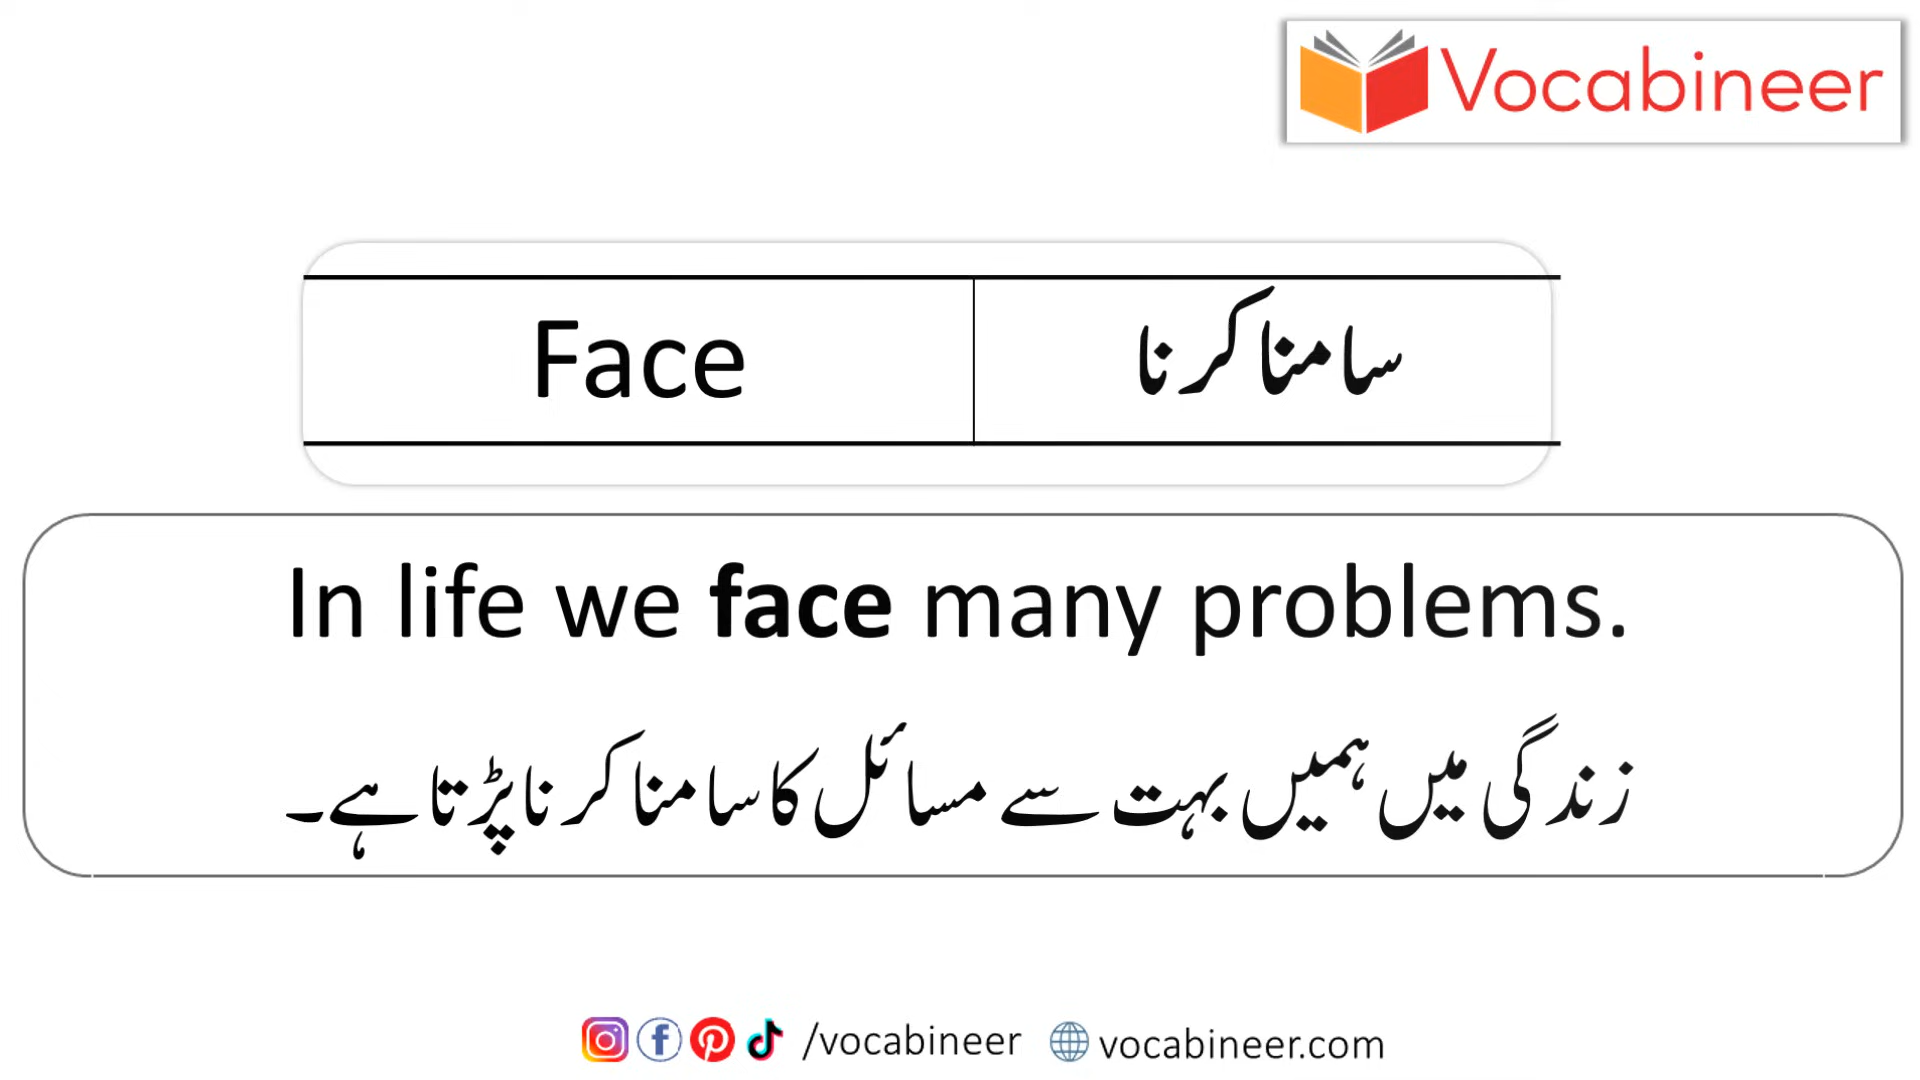 Vocabineer
Face
سامنا کرنا
In life we face many problems.
زندگی میں ہمیں بہت سے مسائل کا سامنا کرنا پڑتا ہے۔
/vocabineer
vocabineer.com